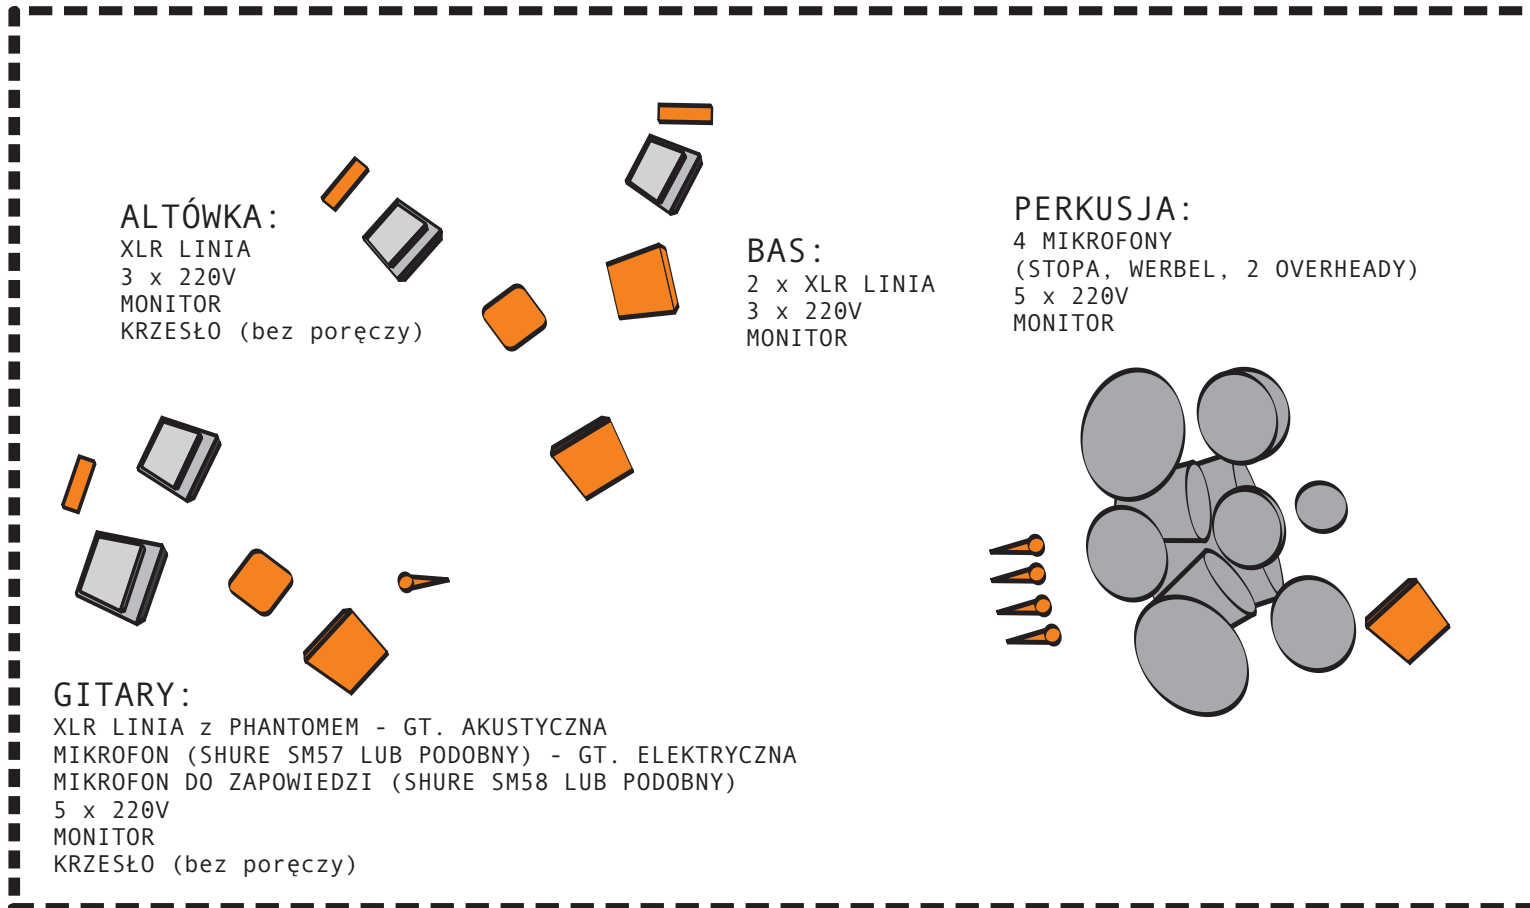 ALTÓWKA:
XLR LINIA
3 x 220V
MONITOR
KRZESŁO (bez poręczy)
BAS:
2 x XLR LINIA
3 x 220V
MONITOR
PERKUSJA:
4 MIKROFONY
(STOPA, WERBEL, 2 OVERHEADY)
5 x 220V
MONITOR
GITARY:
XLR LINIA z PHANTOMEM - GT. AKUSTYCZNA
MIKROFON (SHURE SM57 LUB PODOBNY) - GT. ELEKTRYCZNA
MIKROFON DO ZAPOWIEDZI (SHURE SM58 LUB PODOBNY)
5 x 220V
MONITOR
KRZESŁO (bez poręczy)